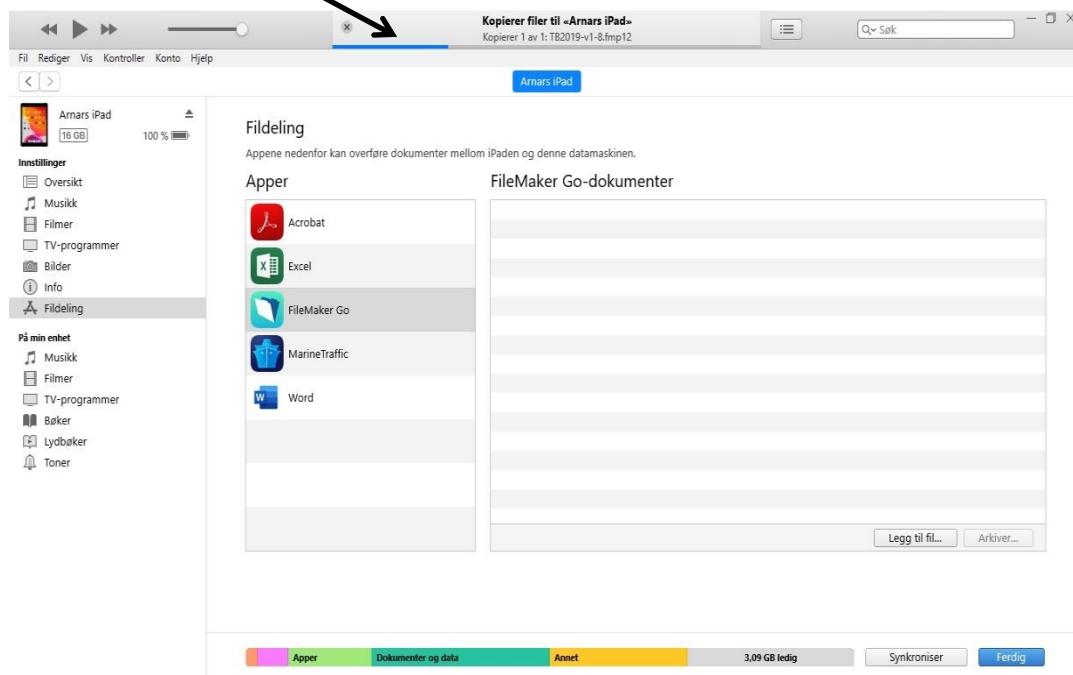 Kopierer filer til «Arnars iPad»
Kopierer 1 av 1: TB2019-v1-8.fmp12
Søk
Fil Rediger Vis Kontroller Konto Hjelp
Arnars iPad
Arnars iPad
16 GB 100 %
Innstillinger
Oversikt
Musikk
Filmer
TV-programmer
Bilder
Info
Fildeling
På min enhet
Musikk
Filmer
TV-programmer
Bøker
Lydbøker
Toner
Fildeling
Appene nedenfor kan overføre dokumenter mellom iPaden og denne datamaskinen.
Apper
Acrobat
Excel
FileMaker Go
MarineTraffic
Word
FileMaker Go-dokumenter
Legg til fil... Arkiver...
Apper Dokumenter og data Annet 3,09 GB ledig Synkroniser Ferdig